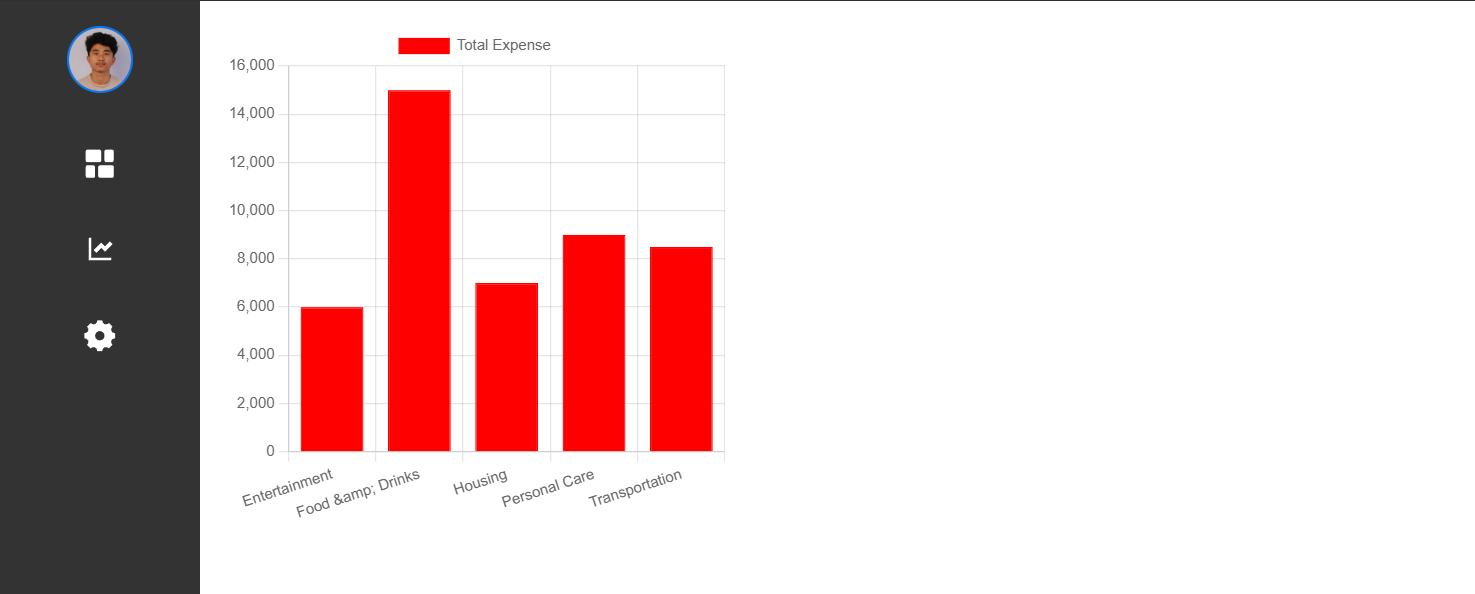 Total Expense
16,000
14,000
12,000
10,000
8,000
6,000
4,000
2,000
0
Entertainment
Food &amp; Drinks
Housing
Personal Care
Transportation